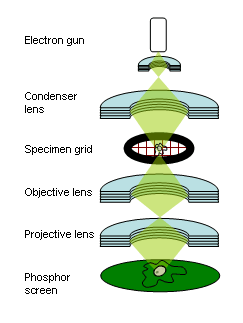 Electron gun
Condenser
lens
Specimen grid
Objective lens
Projective lens
Phosphor
screen